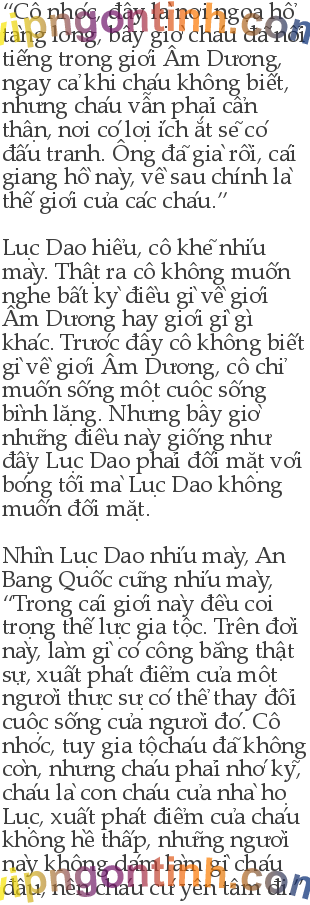 “Cô nhóc, đây là nơi ngọa hổ
tàng long, bây giờ cháu đã nổi
tiếng trong giới Âm Dương,
ngay cả khi cháu không biết,
nhưng cháu vẫn phải cẩn
thận, nơi có lợi ích ắt sẽ có
đấu tranh. Ông đã già rồi, cái
giang hồ này, về sau chính là
thế giới của các cháu.”

Lục Dao hiểu, cô khẽ nhíu
mày. Thật ra cô không muốn
nghe bất kỳ điều gì về giới
Âm Dương hay giới gì gì
khác. Trước đây cô không biết
gì về giới Âm Dương, cô chỉ
muốn sống một cuộc sống
bình lặng. Nhưng bây giờ
những điều này giống như
đẩy Lục Dao phải đối mặt với
bóng tối mà Lục Dao không
muốn đối mặt.

Nhìn Lục Dao nhíu mày, An
Bang Quốc cũng nhíu mày,
“Trong cái giới này đều coi
trọng thế lực gia tộc. Trên đời
này, làm gì có công bằng thật
sự, xuất phát điểm của một
người thực sự có thể thay đổi
cuộc sống của người đó. Cô
nhóc, tuy gia tộcháu đã không
còn, nhưng cháu phải nhớ kỹ,
cháu là con cháu của nhà họ
Lục, xuất phát điểm của cháu
không hề thấp, những người
này không dám làm gì cháu
đâu, nên cháu cứ yên tâm đi.”
vipngontinh.com
vipngontinh.com